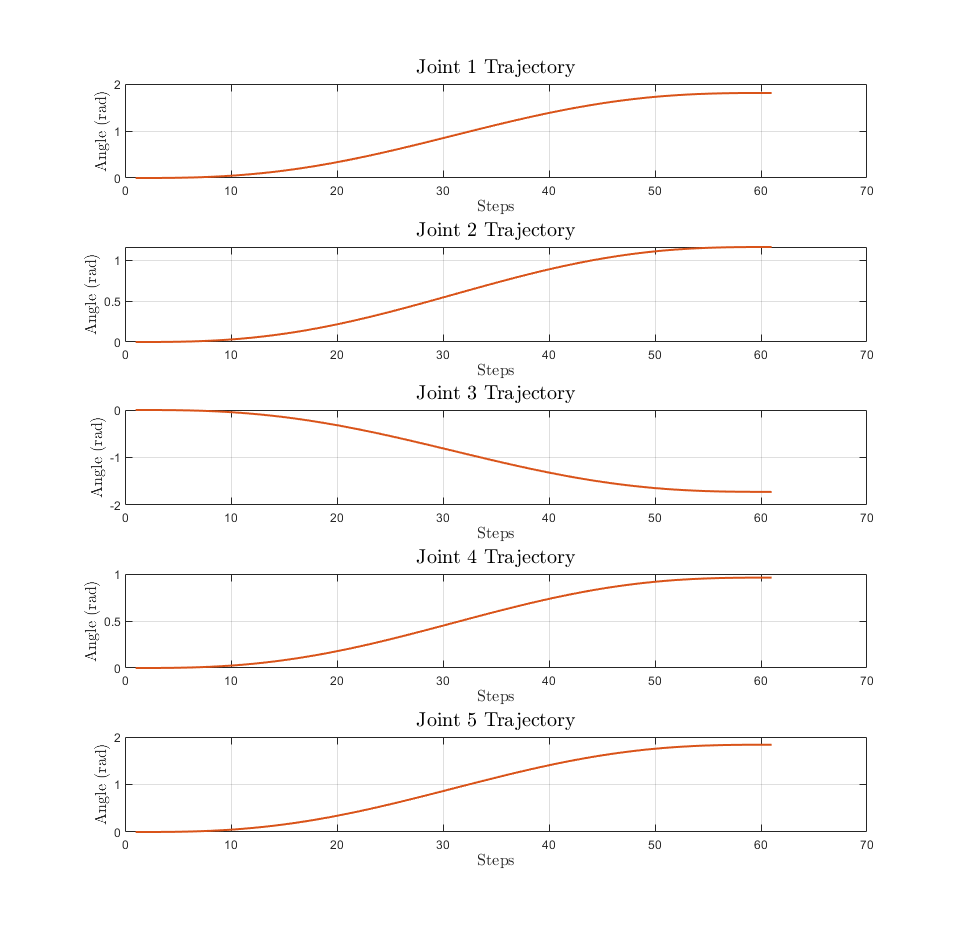 Joint 1 Trajectory
Angle (rad)
2
1
0
0 10 20 30 40 50 60 70
Steps
Joint 2 Trajectory
Angle (rad)
1
0.5
0
0 10 20 30 40 50 60 70
Steps
Joint 3 Trajectory
Angle (rad)
0
-1
-2
0 10 20 30 40 50 60 70
Steps
Joint 4 Trajectory
Angle (rad)
1
0.5
0
0 10 20 30 40 50 60 70
Steps
Joint 5 Trajectory
Angle (rad)
2
1
0
0 10 20 30 40 50 60 70
Steps